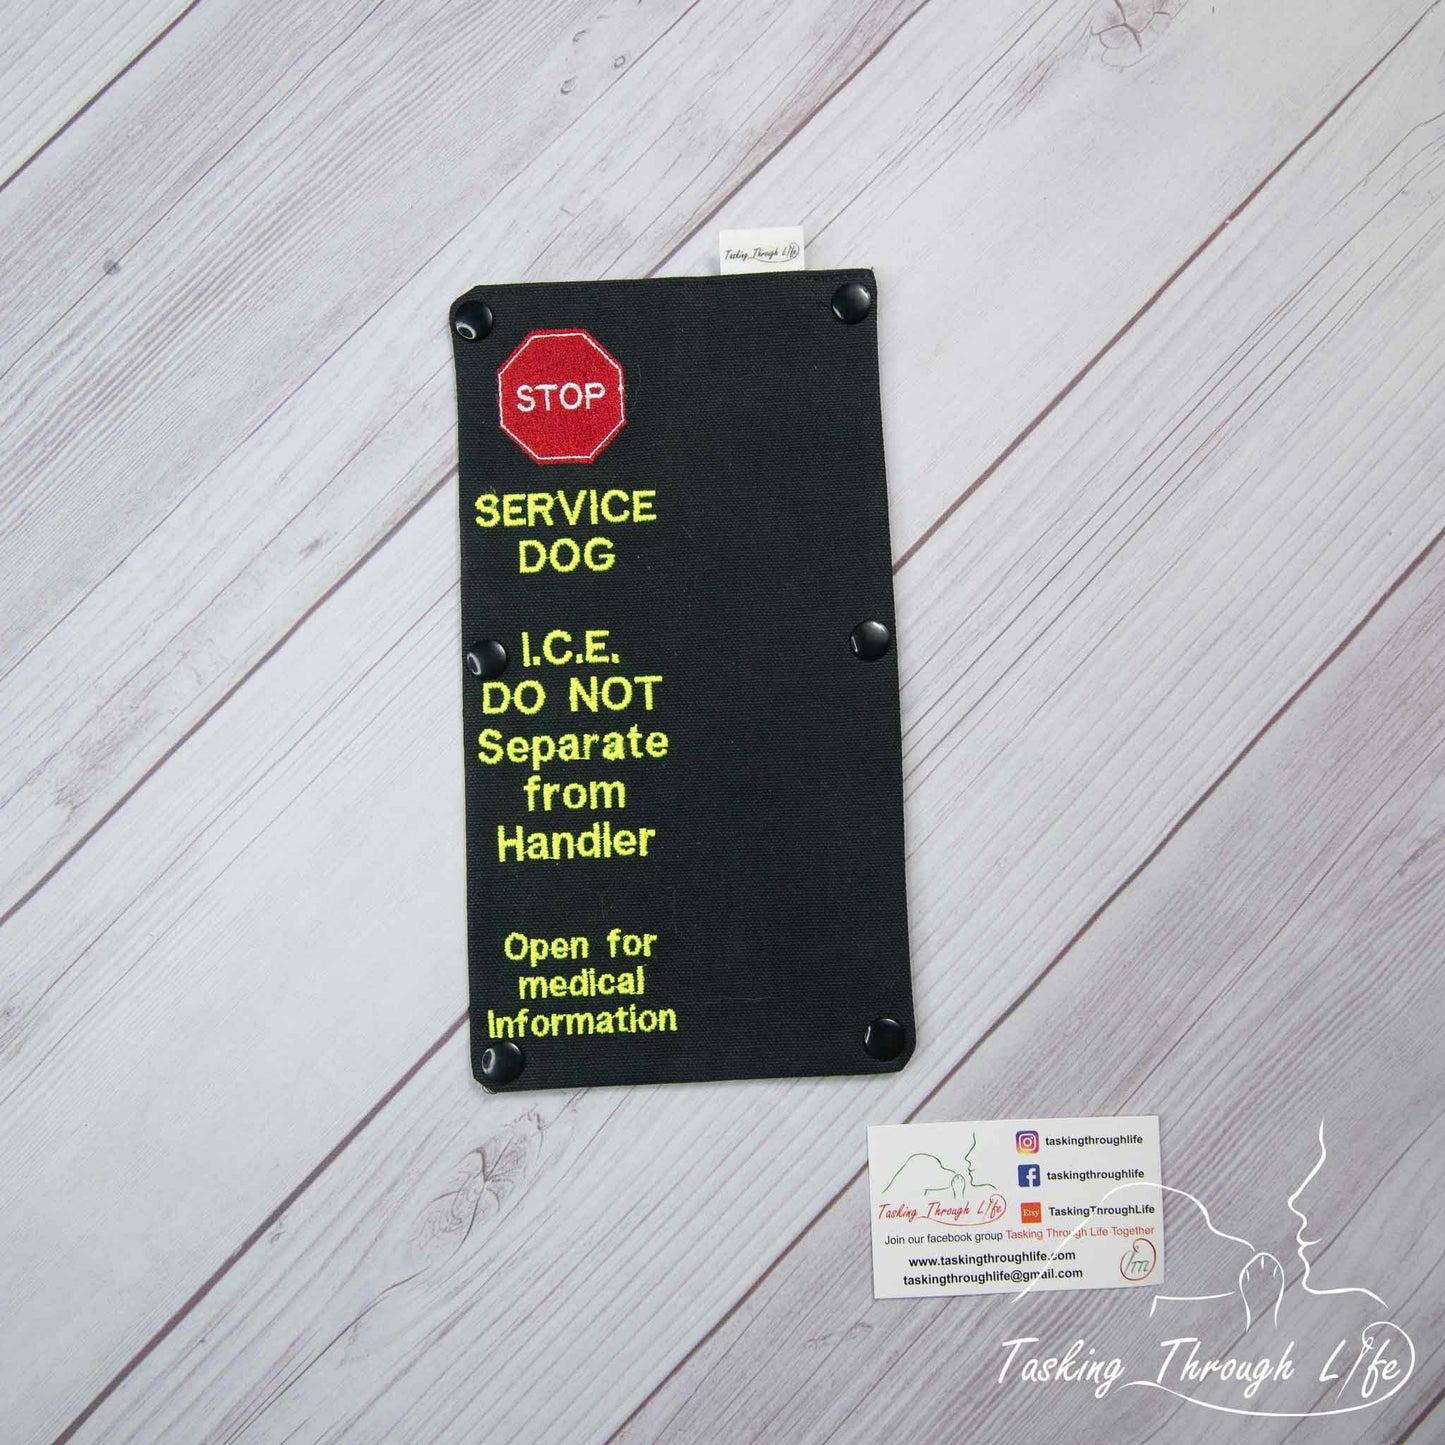 Tasking Through Life
STOP
SERVICE
DOG
I.C.E.
DO NOT
Separate
from
Handler
Open for
medical
Information
taskingthroughlife
taskingthroughlife
Etsy TaskingThroughLife
Tasking Through Life
Join our facebook group Tasking Through Life Together
www.taskingthroughlife.com
taskingthroughlife@gmail.com
TTL
Tasking Through Life